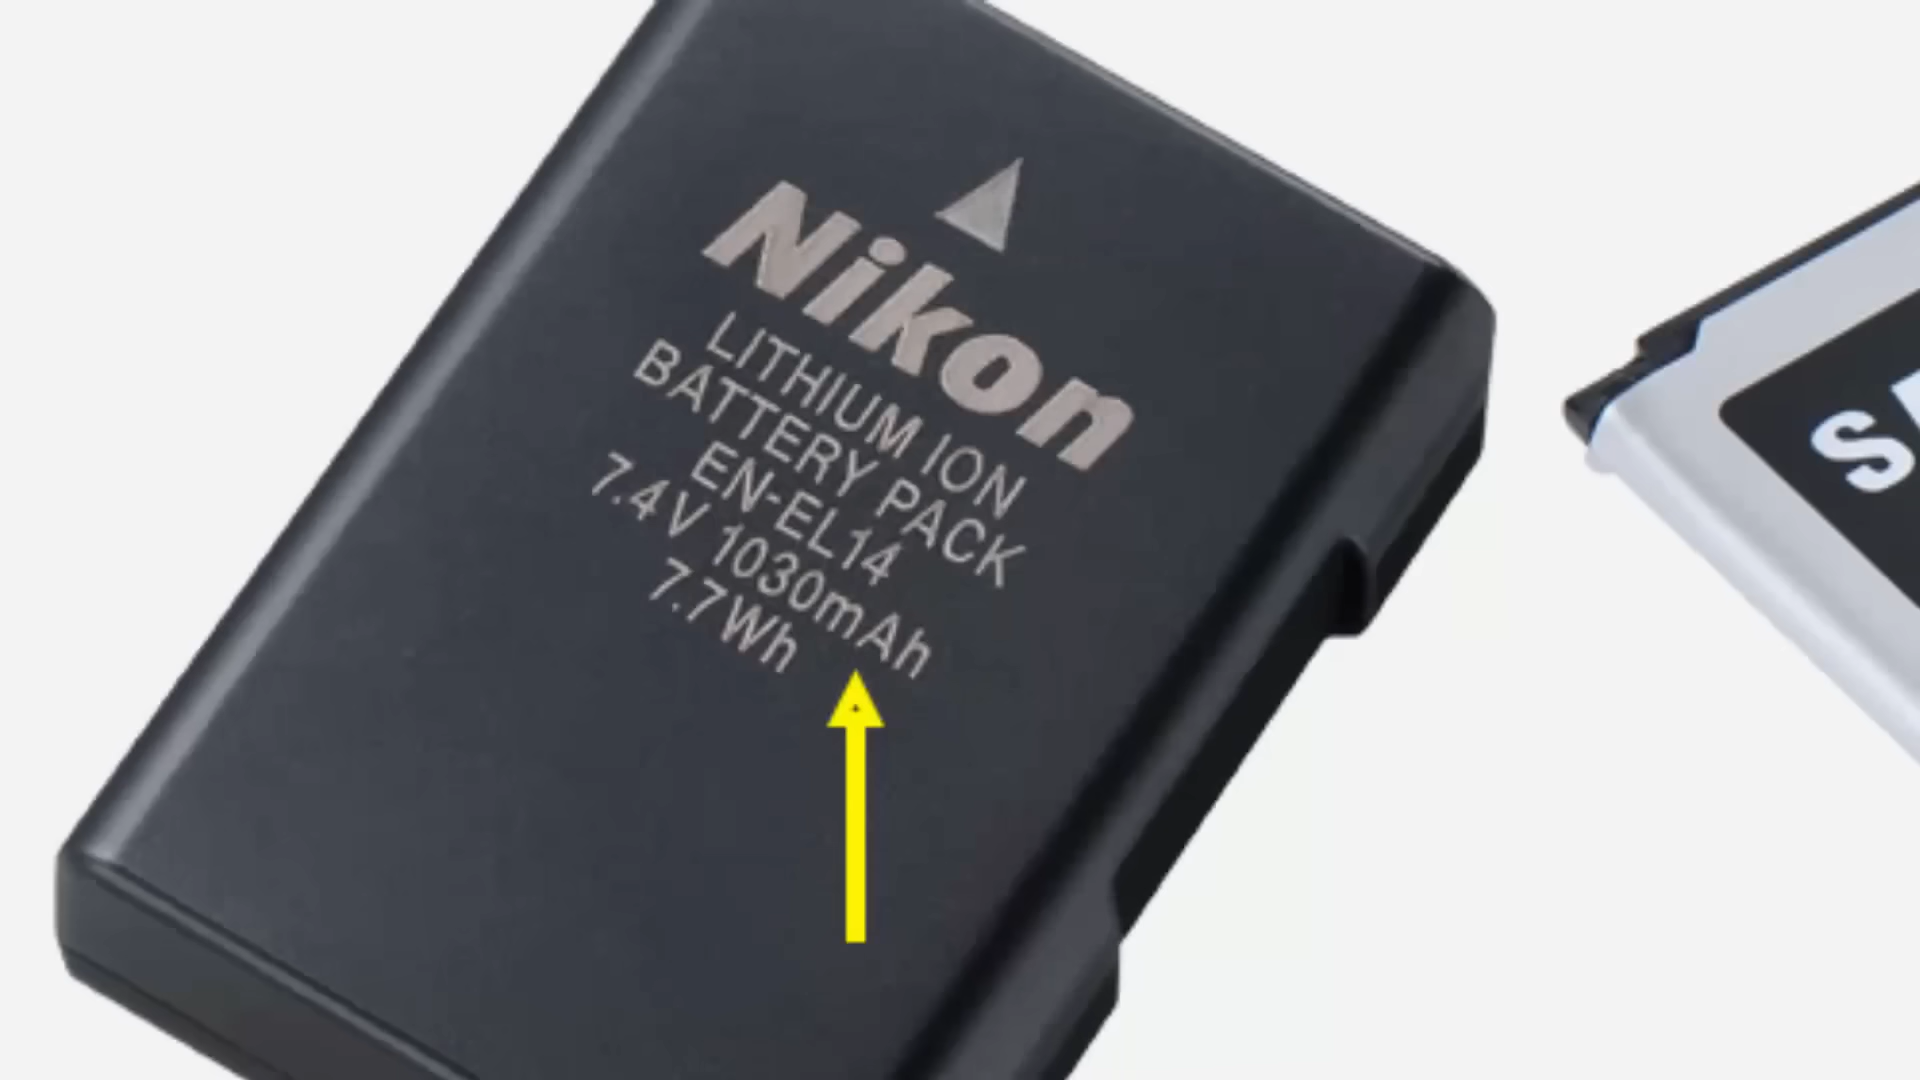 Nikon
LITHIUM ION
BATTERY PACK
EN-EL14
7.4V 1030mAh
7.7Wh
S